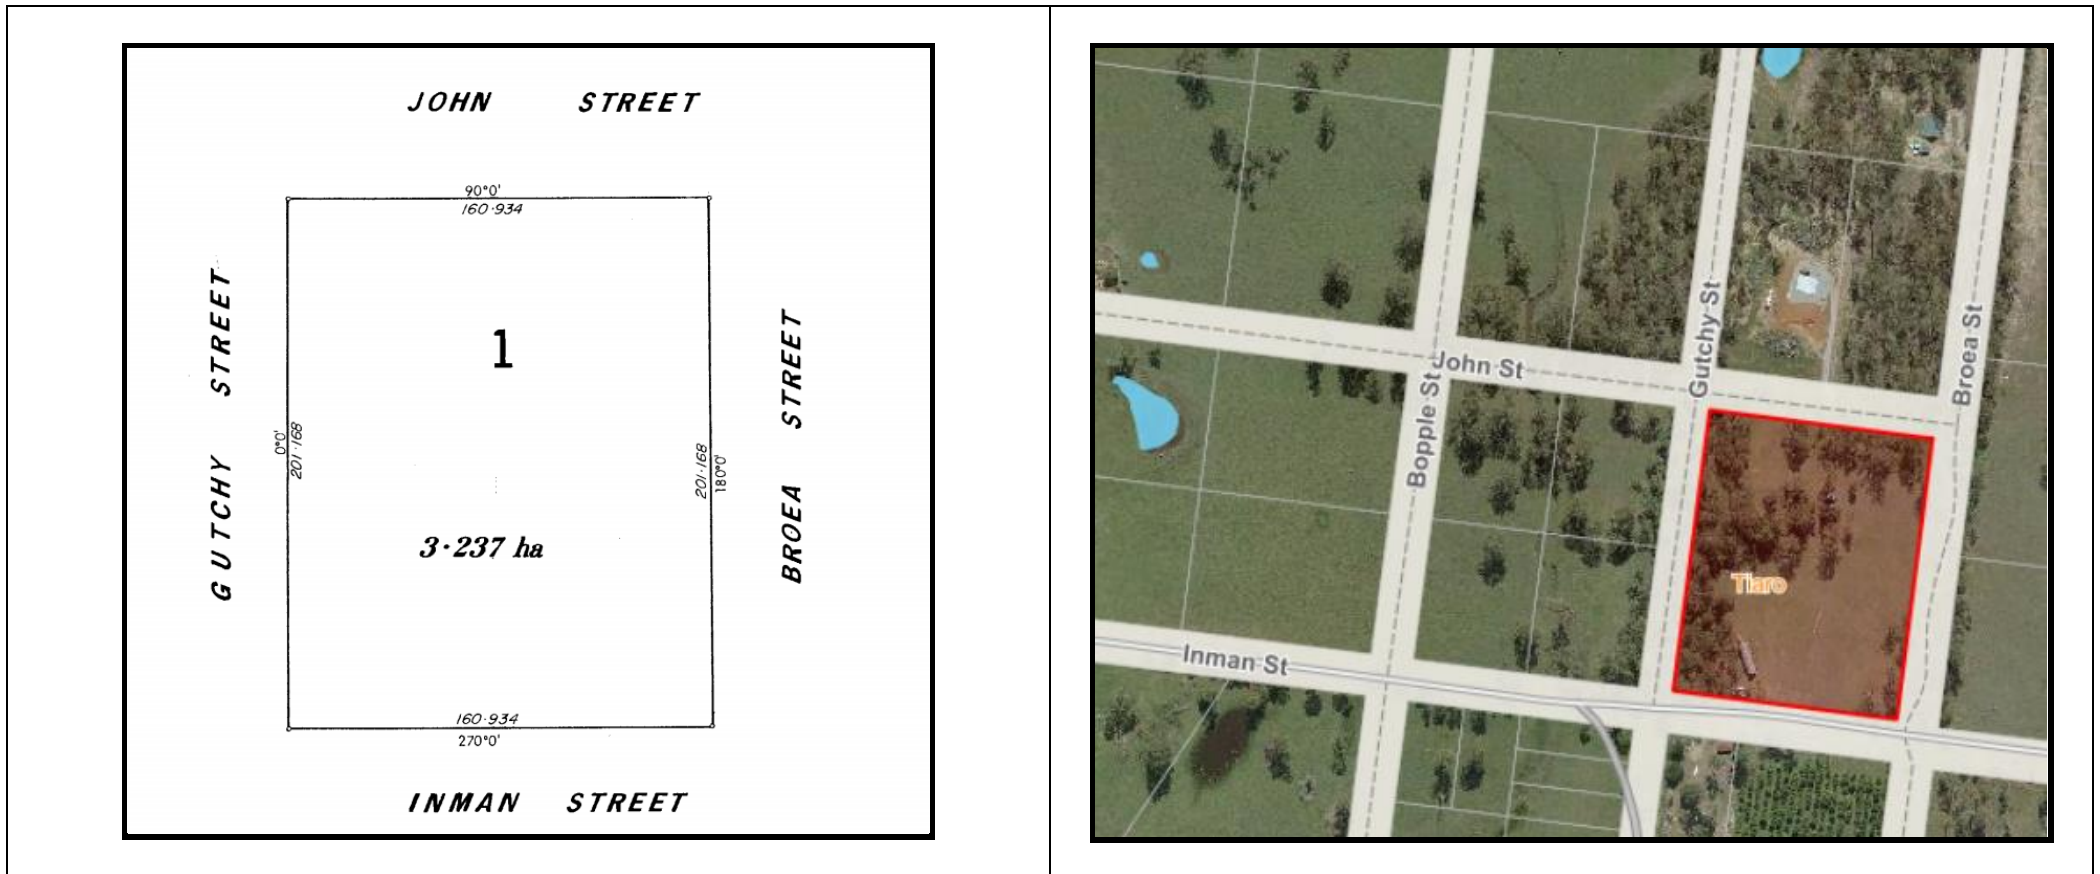 JOHN STREET
90°0'
160·934
GUTCHY STREET
0°0'
201·168
1
3·237 ha
201·168
180°0'
BROEA STREET
160·934
270°0'
INMAN STREET
Gutchy St
Broea St
John St
Bopple St
Tiaro
Inman St